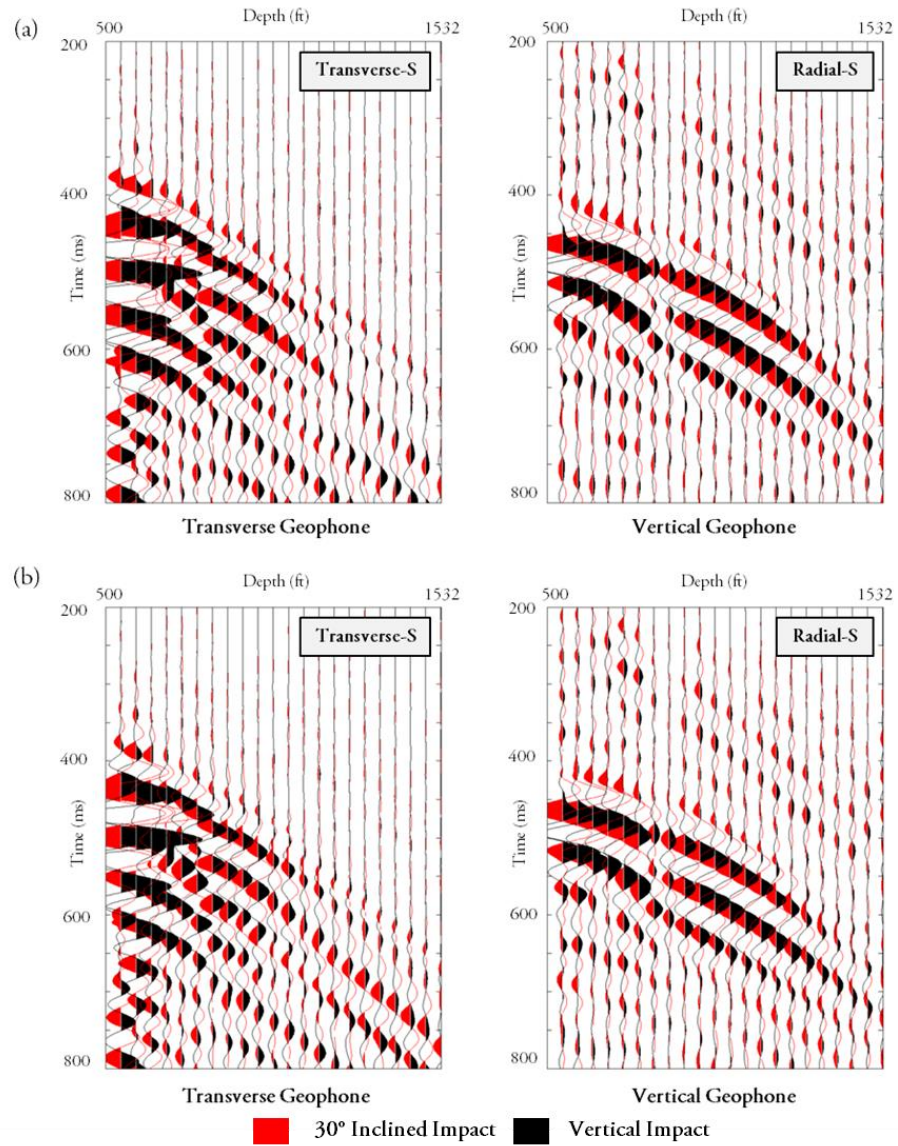 (a)
Depth (ft)
500
1532
200
Transverse-S
400
Time (ms)
600
800
Transverse Geophone
Depth (ft)
500
1532
200
Radial-S
400
Time (ms)
600
800
Vertical Geophone
(b)
Depth (ft)
500
1532
200
Transverse-S
400
Time (ms)
600
800
Transverse Geophone
Depth (ft)
500
1532
200
Radial-S
400
Time (ms)
600
800
Vertical Geophone
30° Inclined Impact
Vertical Impact